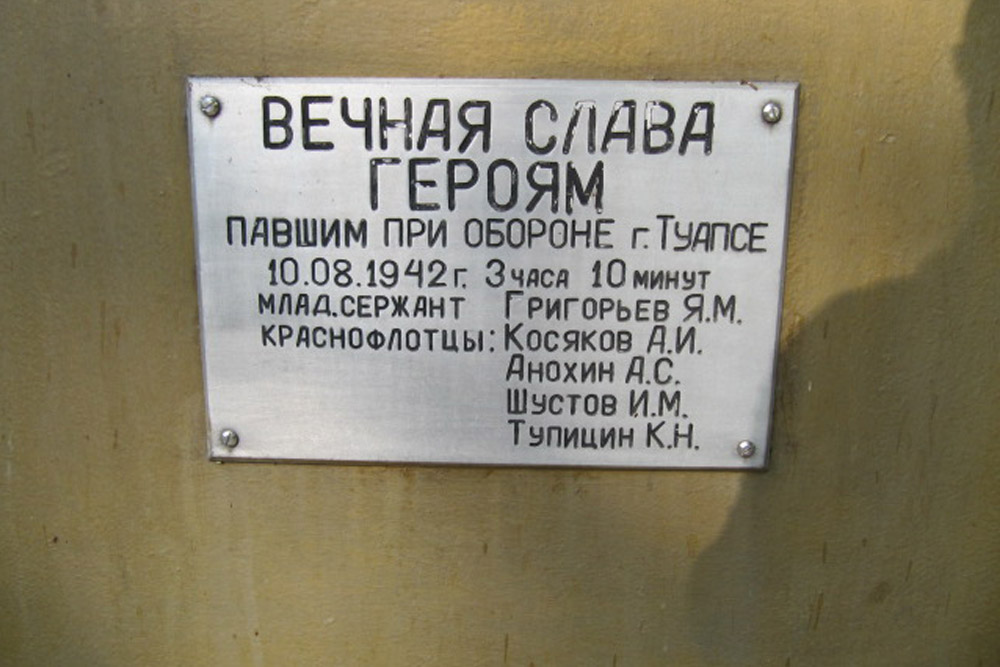 ВЕЧНАЯ СЛАВА
ГЕРОЯМ
ПАВШИМ ПРИ ОБОРОНЕ г. ТУАПСЕ
10.08.1942 г. 3 ЧАСА 10 МИНУТ
МЛАД.СЕРЖАНТ ГРИГОРЬЕВ Я.М.
КРАСНОФЛОТЦЫ: КОСЯКОВ А.И.
АНОХИН А.С.
ШУСТОВ И.М.
ТУПИЦИН К.Н.